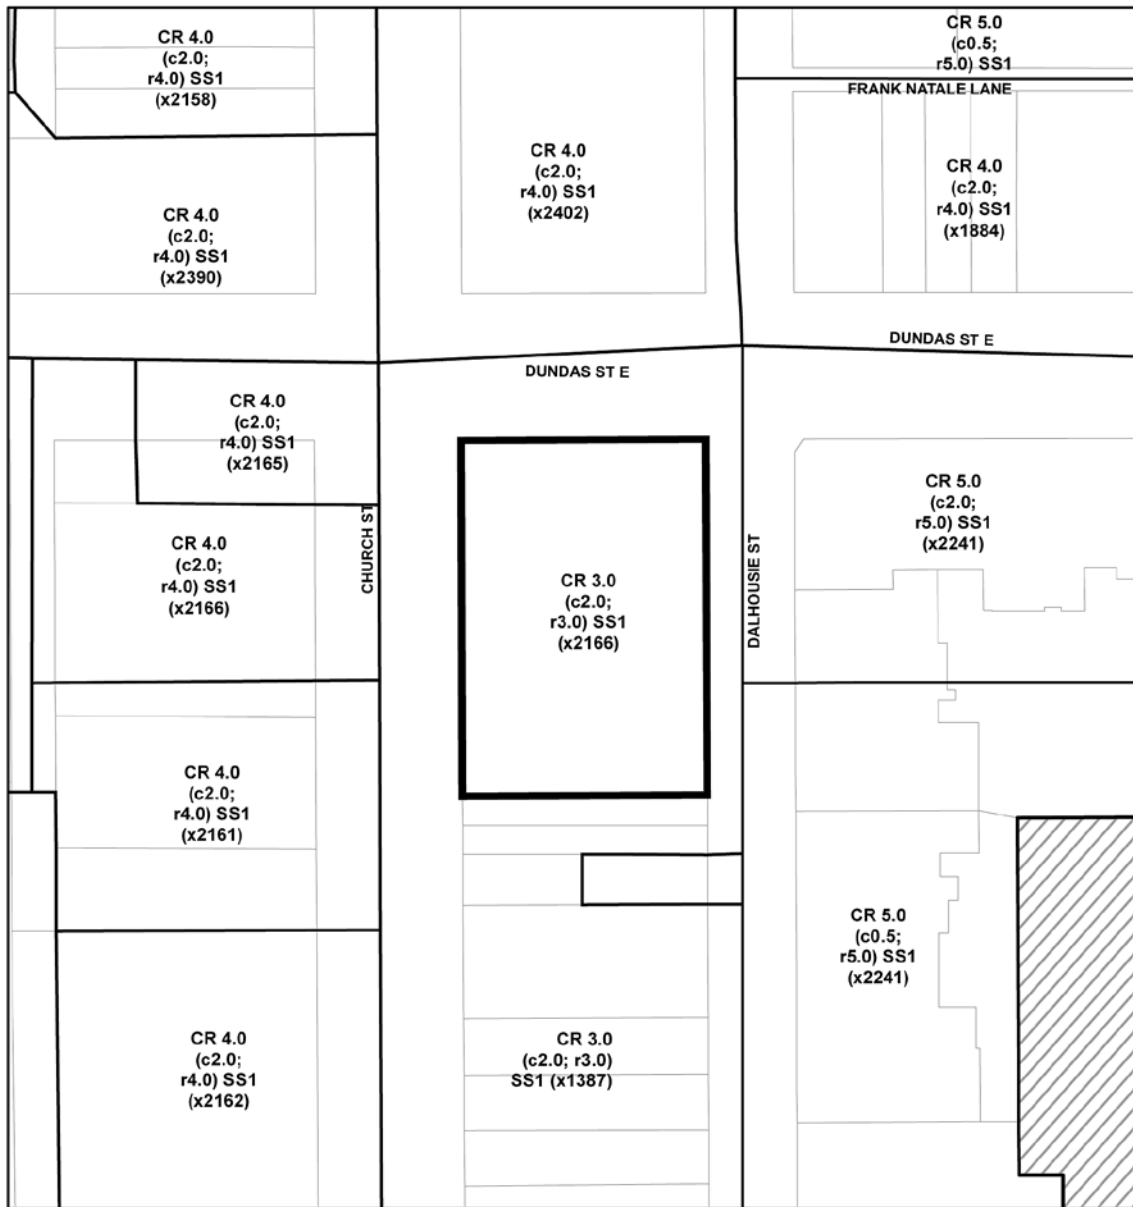 CR 4.0
(c2.0;
r4.0) SS1
(x2158)
CR 5.0
(c0.5;
r5.0) SS1
FRANK NATALE LANE
CR 4.0
(c2.0;
r4.0) SS1
(x2402)
CR 4.0
(c2.0;
r4.0) SS1
(x1884)
CR 4.0
(c2.0;
r4.0) SS1
(x2390)
DUNDAS ST E
DUNDAS ST E
CR 4.0
(c2.0;
r4.0) SS1
(x2165)
CR 5.0
(c2.0;
r5.0) SS1
(x2241)
CHURCH ST
DALHOUSIE ST
CR 4.0
(c2.0;
r4.0) SS1
(x2166)
CR 3.0
(c2.0;
r3.0) SS1
(x2166)
CR 4.0
(c2.0;
r4.0) SS1
(x2161)
CR 5.0
(c0.5;
r5.0) SS1
(x2241)
CR 4.0
(c2.0;
r4.0) SS1
(x2162)
CR 3.0
(c2.0; r3.0)
SS1 (x1387)